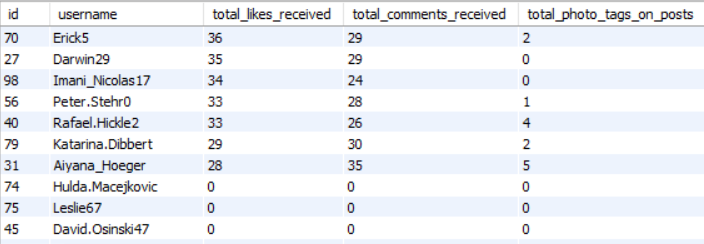 id username total_likes_received total_comments_received total_photo_tags_on_posts
70 Erick5 36 29 2
27 Darwin29 35 29 0
98 Imani_Nicolas17 34 24 0
56 Peter.Stehr0 33 28 1
40 Rafael.Hickle2 33 26 4
79 Katarina.Dibbert 29 30 2
31 Aiyana_Hoeger 28 35 5
74 Hulda.Macejkovic 0 0 0
75 Leslie67 0 0 0
45 David.Osinski47 0 0 0